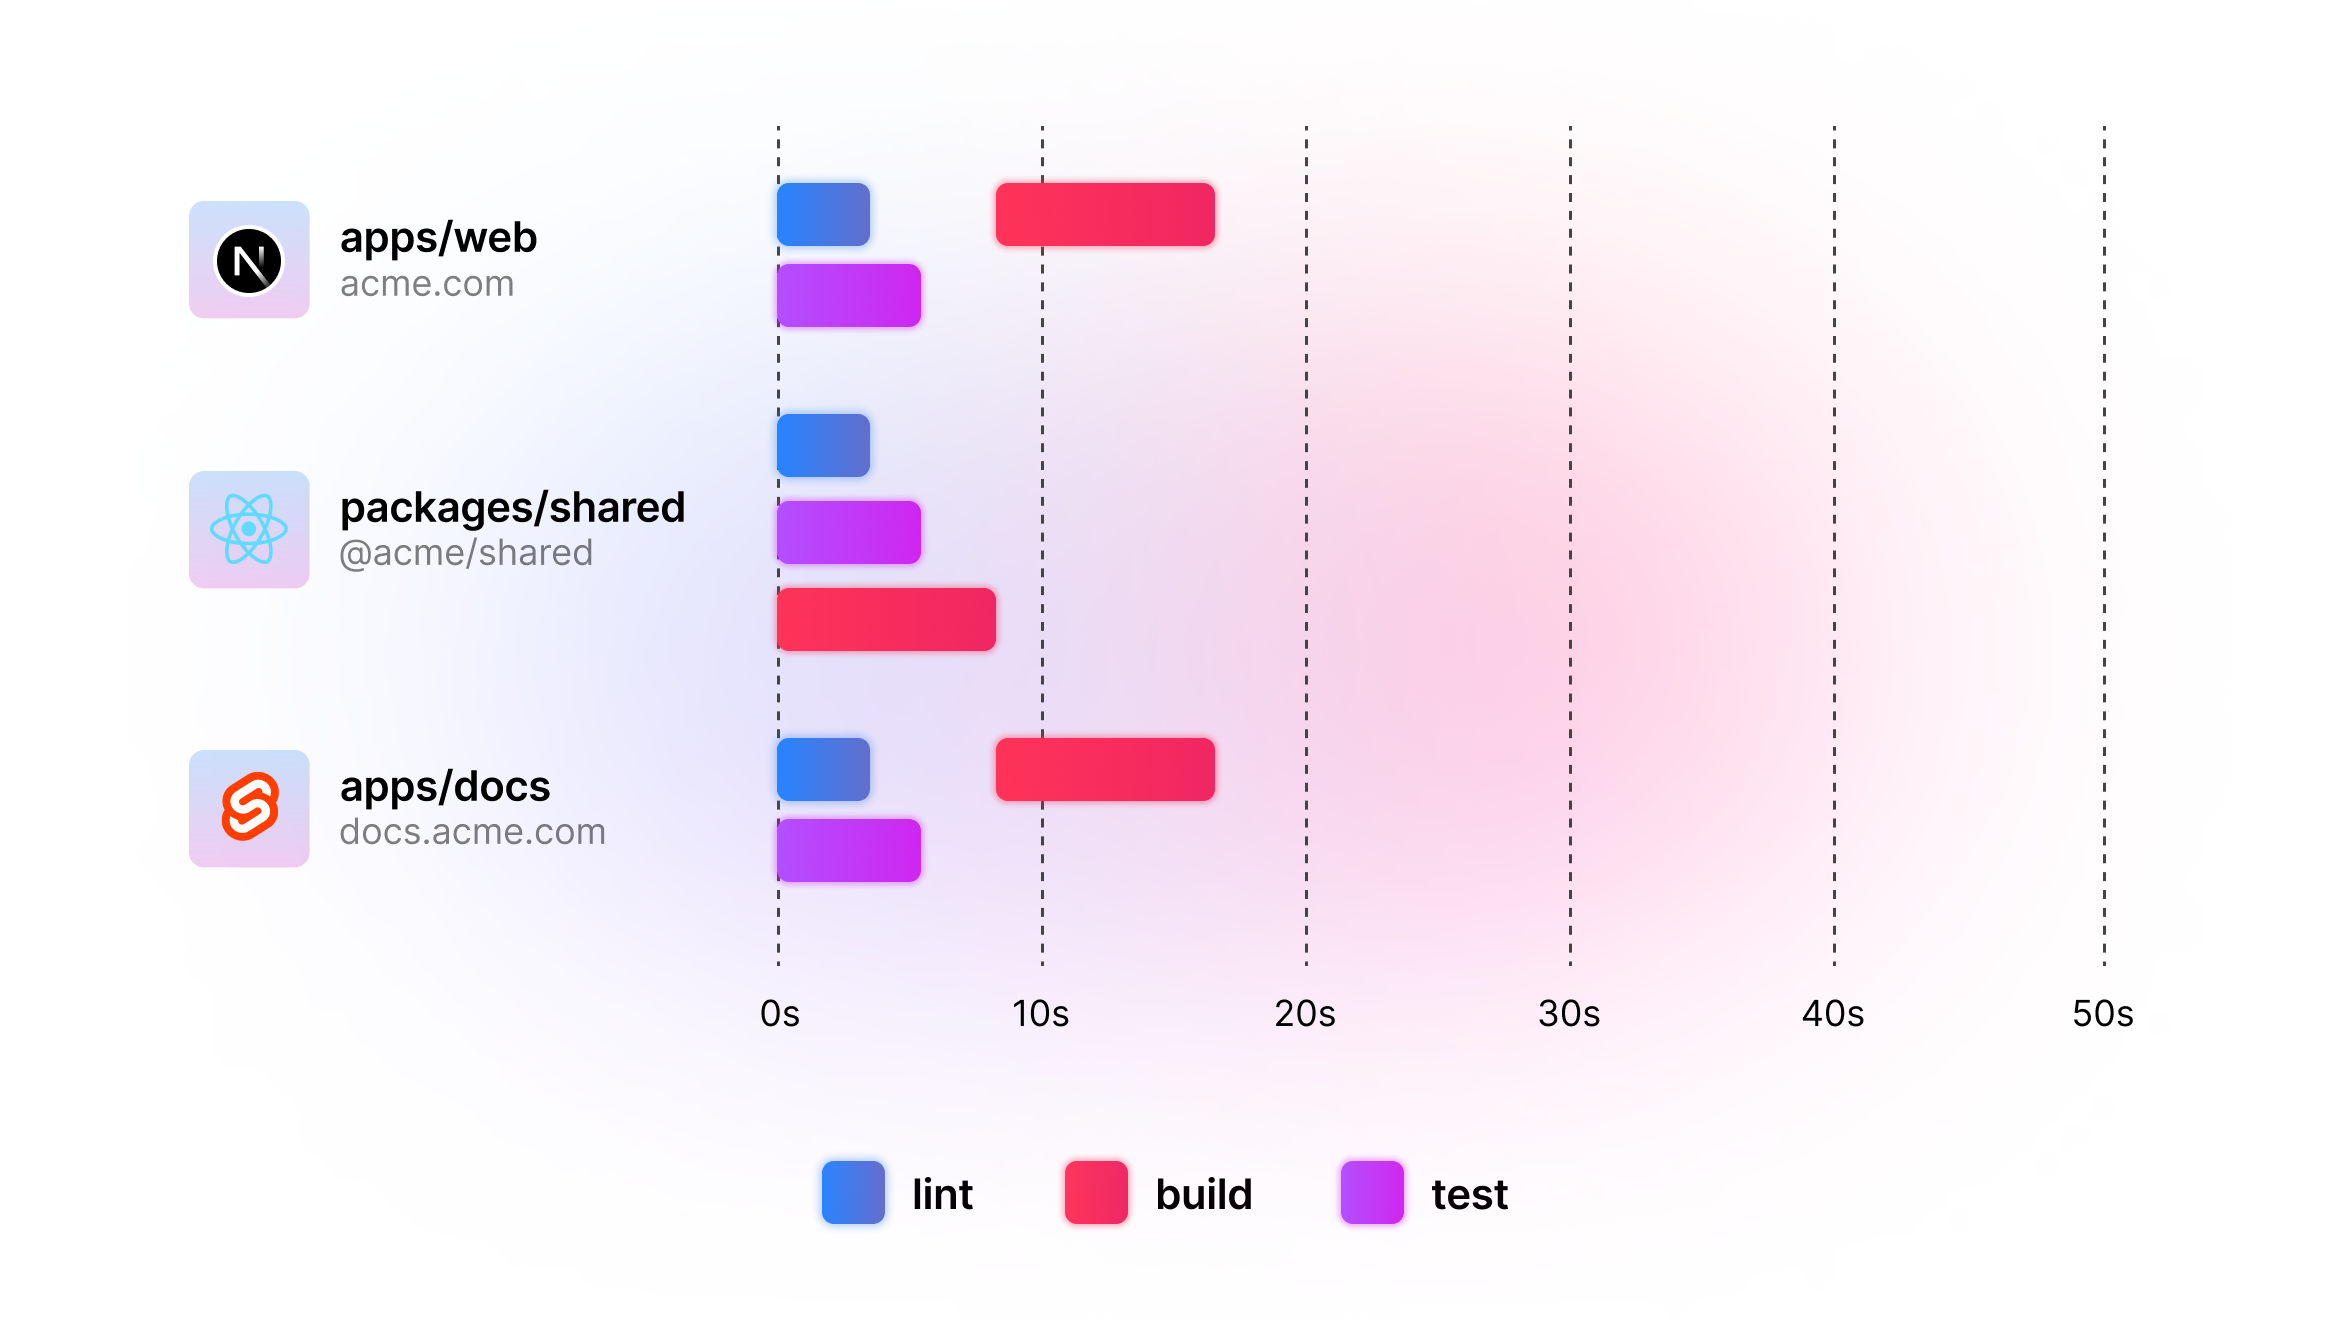 apps/web
acme.com
packages/shared
@acme/shared
apps/docs
docs.acme.com
0s 10s 20s 30s 40s 50s
lint build test